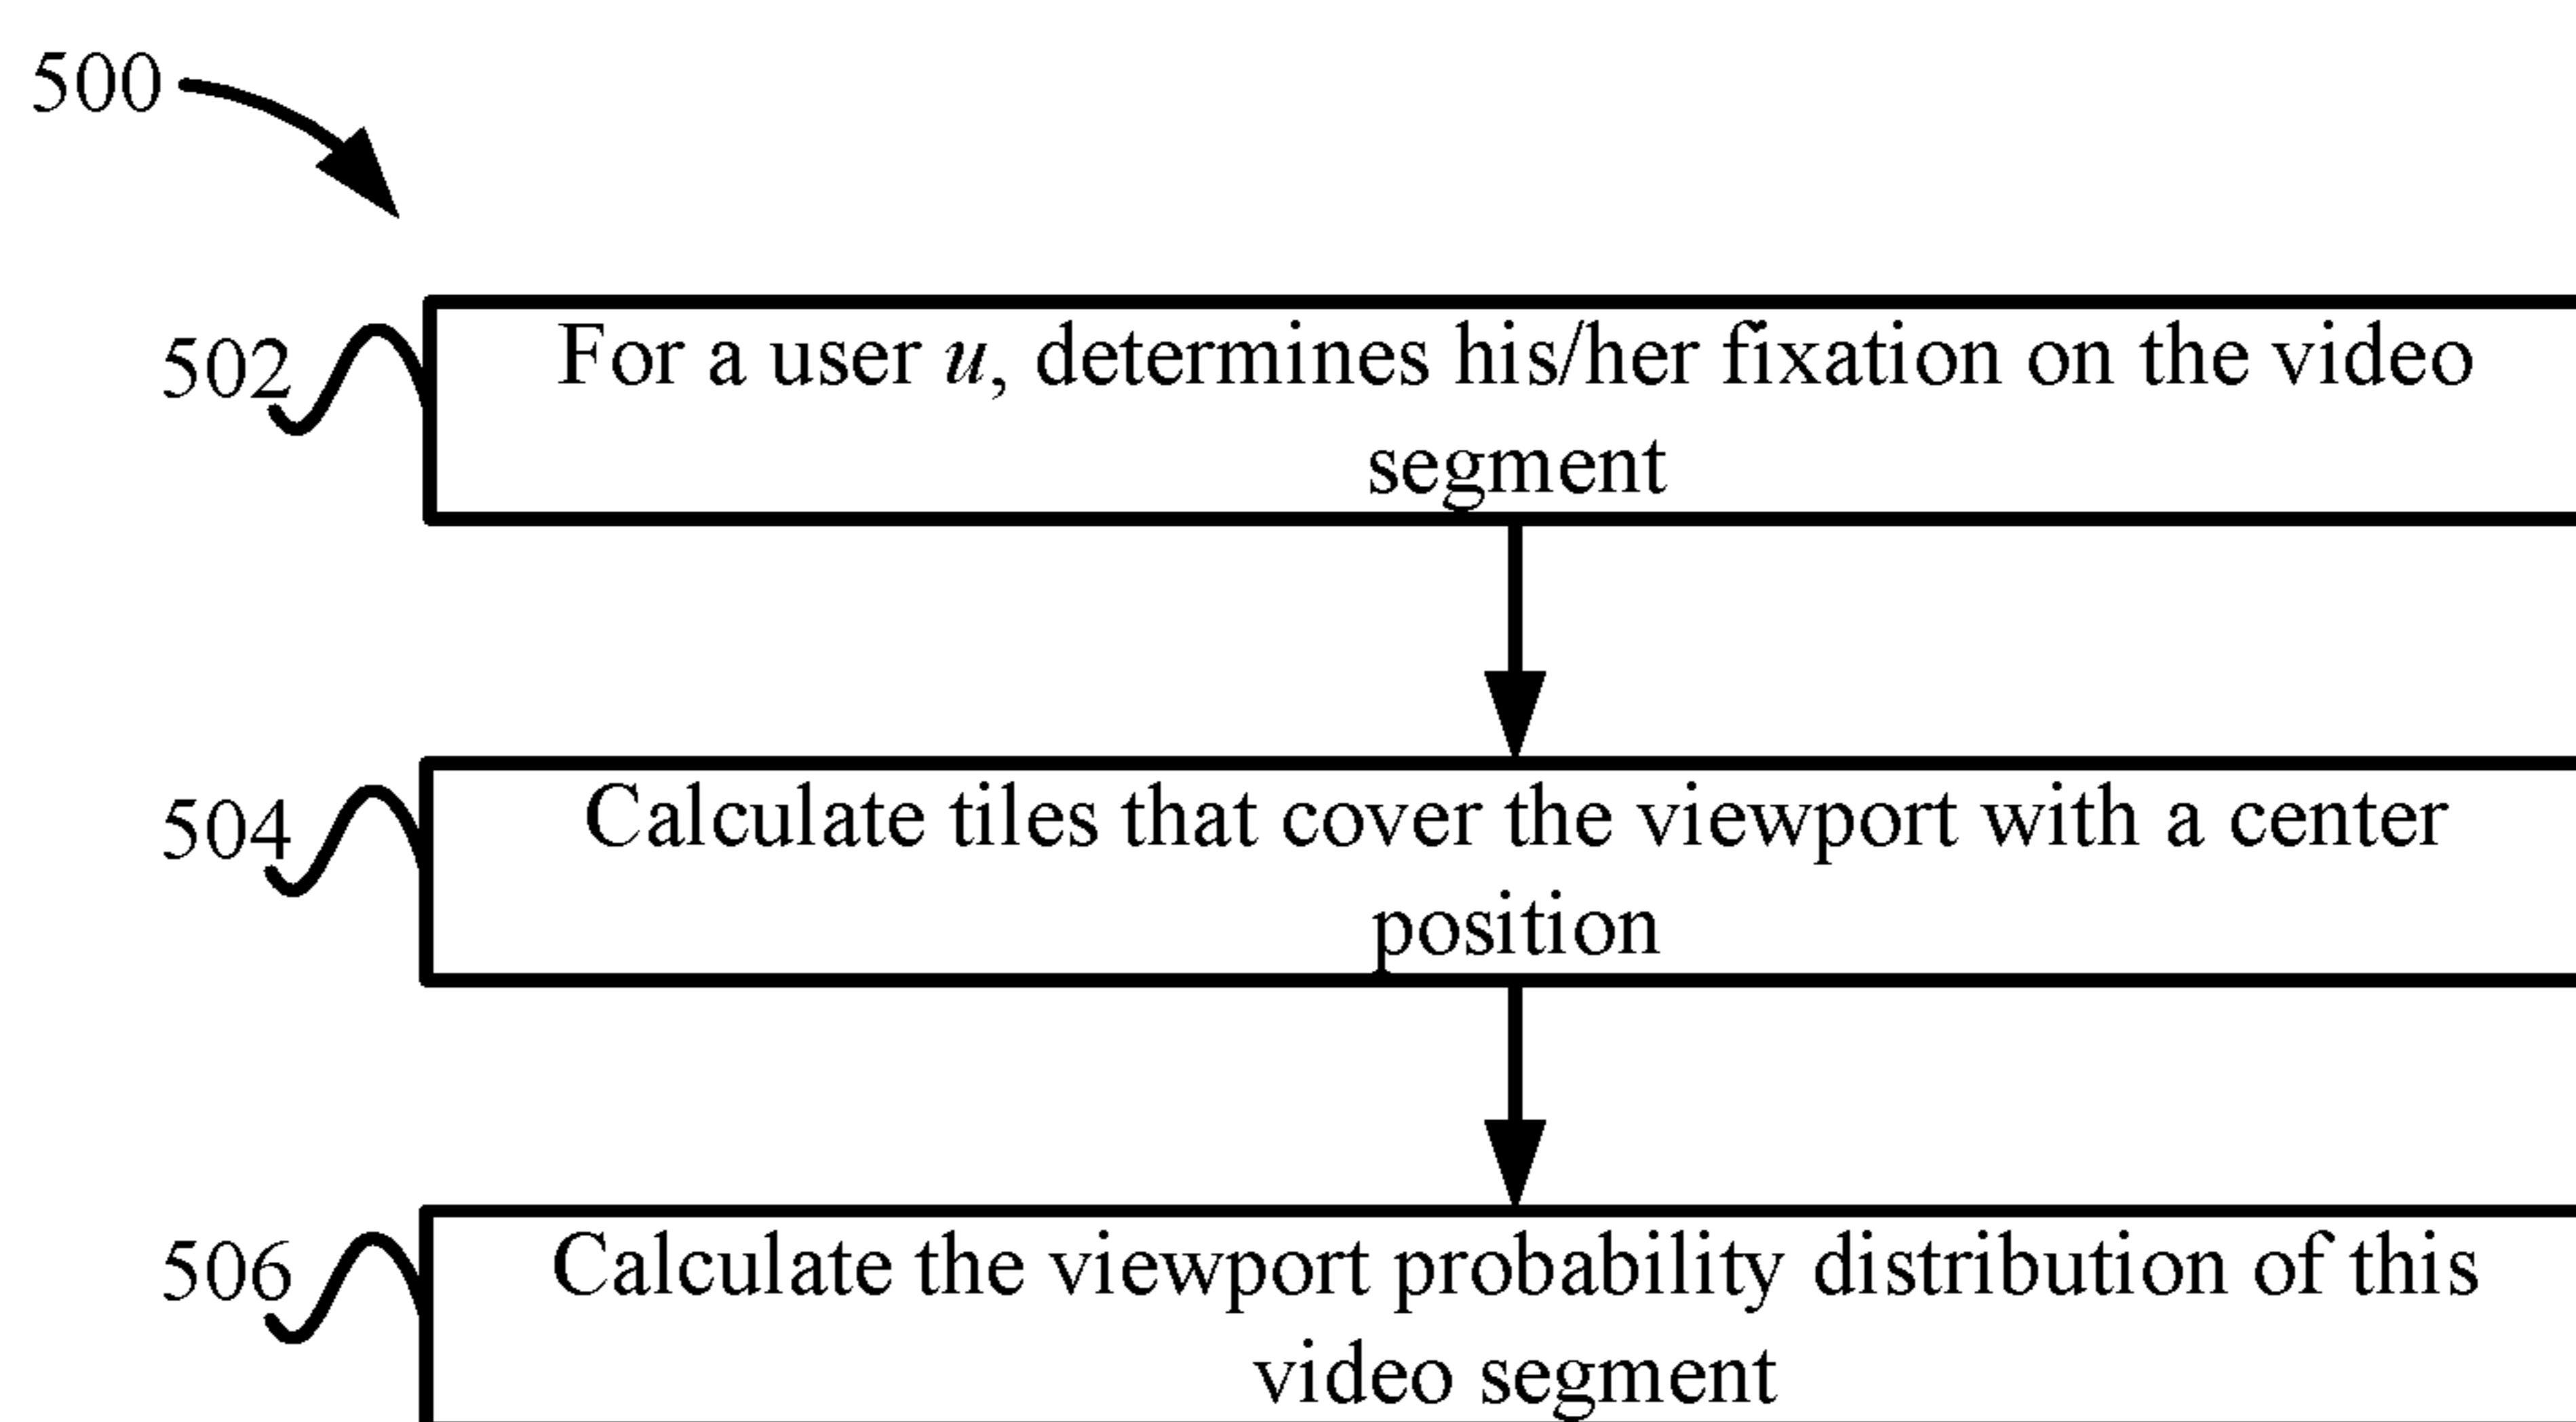 500
502
For a user u, determines his/her fixation on the video
segment
504
Calculate tiles that cover the viewport with a center
position
506
Calculate the viewport probability distribution of this
video segment